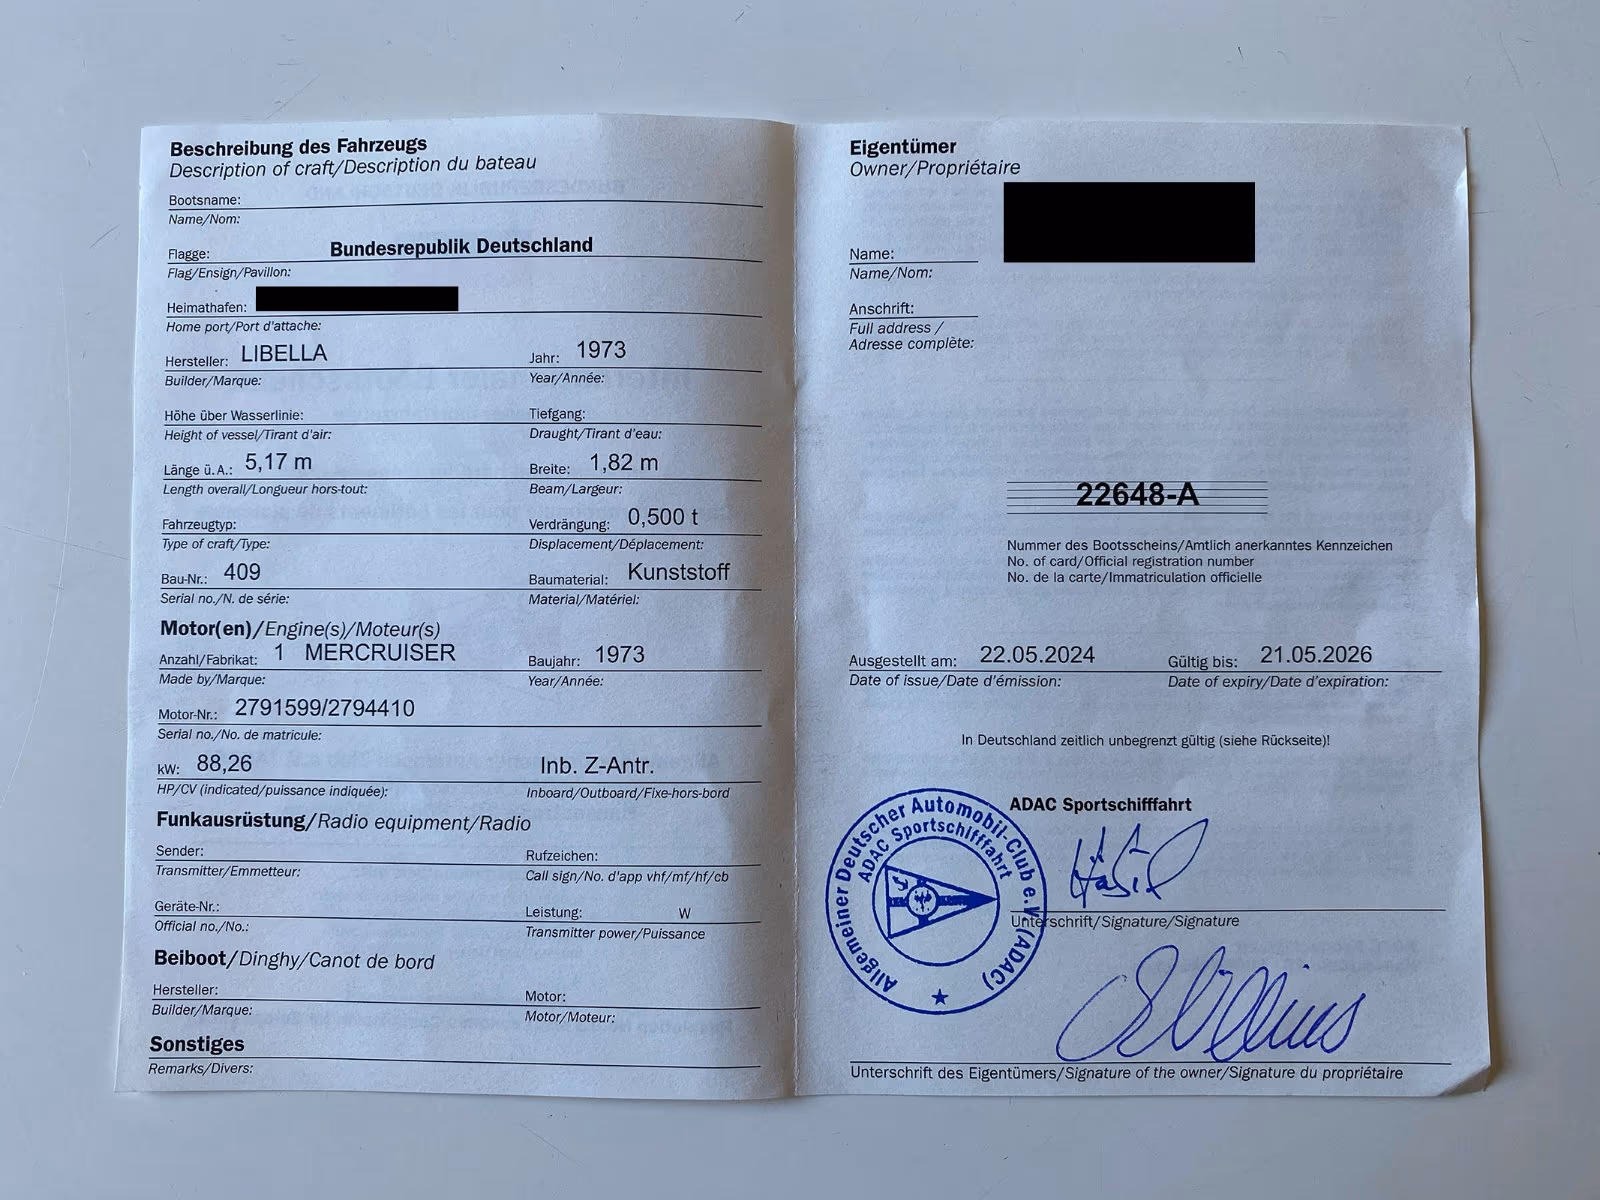 Beschreibung des Fahrzeugs
Description of craft/Description du bateau
Bootsname:
Name/Nom:
Flagge: Bundesrepublik Deutschland
Flag/Ensign/Pavillon:
Heimathafen:
Home port/Port d'attache:
Hersteller: LIBELLA Jahr: 1973
Builder/Marque: Year/Année:
Höhe über Wasserlinie: Tiefgang:
Height of vessel/Tirant d'air: Draught/Tirant d'eau:
Länge ü.A.: 5,17 m Breite: 1,82 m
Length overall/Longueur hors-tout: Beam/Largeur:
Fahrzeugtyp: Verdrängung: 0,500 t
Type of craft/Type: Displacement/Déplacement:
Bau-Nr.: 409 Baumaterial: Kunststoff
Serial no./N. de série: Material/Matériel:
Motor(en)/Engine(s)/Moteur(s)
Anzahl/Fabrikat: 1 MERCRUISER Baujahr: 1973
Made by/Marque: Year/Année:
Motor-Nr.: 2791599/2794410
Serial no./No. de matricule:
kW: 88,26 Inb. Z-Antr.
HP/CV (indicated/puissance indiquée): Inboard/Outboard/Fixe-hors-bord
Funkausrüstung/Radio equipment/Radio
Sender: Rufzeichen:
Transmitter/Emmetteur: Call sign/No. d'app vhf/mf/hf/cb
Geräte-Nr.: Leistung: W
Official no./No.: Transmitter power/Puissance
Beiboot/Dinghy/Canot de bord
Hersteller: Motor:
Builder/Marque: Motor/Moteur:
Sonstiges
Remarks/Divers:
Eigentümer
Owner/Propriétaire
Name:
Name/Nom:
Anschrift:
Full address /
Adresse complète:
22648-A
Nummer des Bootsscheins/Amtlich anerkanntes Kennzeichen
No. of card/Official registration number
No. de la carte/Immatriculation officielle
Ausgestellt am: 22.05.2024 Gültig bis: 21.05.2026
Date of issue/Date d'émission: Date of expiry/Date d'expiration:
In Deutschland zeitlich unbegrenzt gültig (siehe Rückseite)!
ADAC Sportschifffahrt
Allgemeiner Deutscher Automobil-Club e.V. (ADAC)
ADAC Sportschifffahrt
Unterschrift/Signature/Signature
Unterschrift des Eigentümers/Signature of the owner/Signature du propriétaire